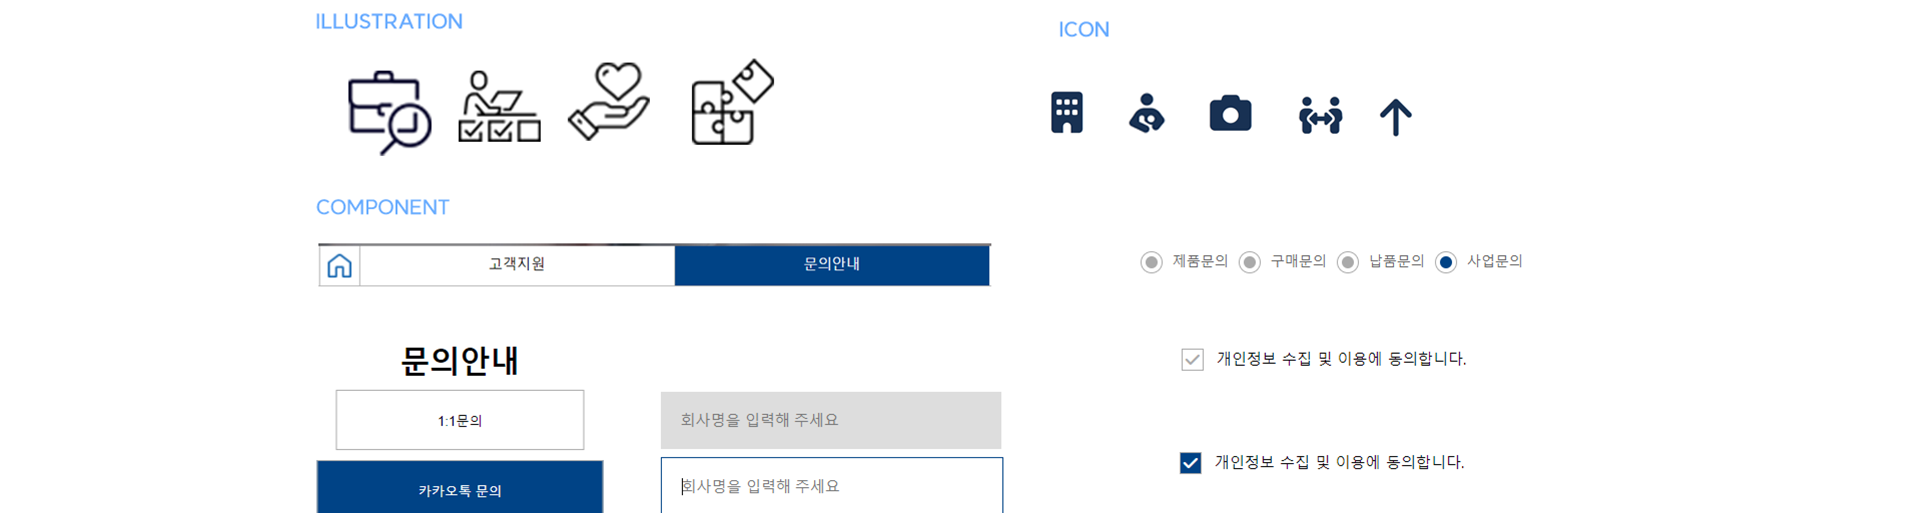 ILLUSTRATION
ICON
COMPONENT
고객지원
문의안내
제품문의
구매문의
납품문의
사업문의
문의안내
개인정보 수집 및 이용에 동의합니다.
1:1문의
회사명을 입력해 주세요
개인정보 수집 및 이용에 동의합니다.
카카오톡 문의
회사명을 입력해 주세요